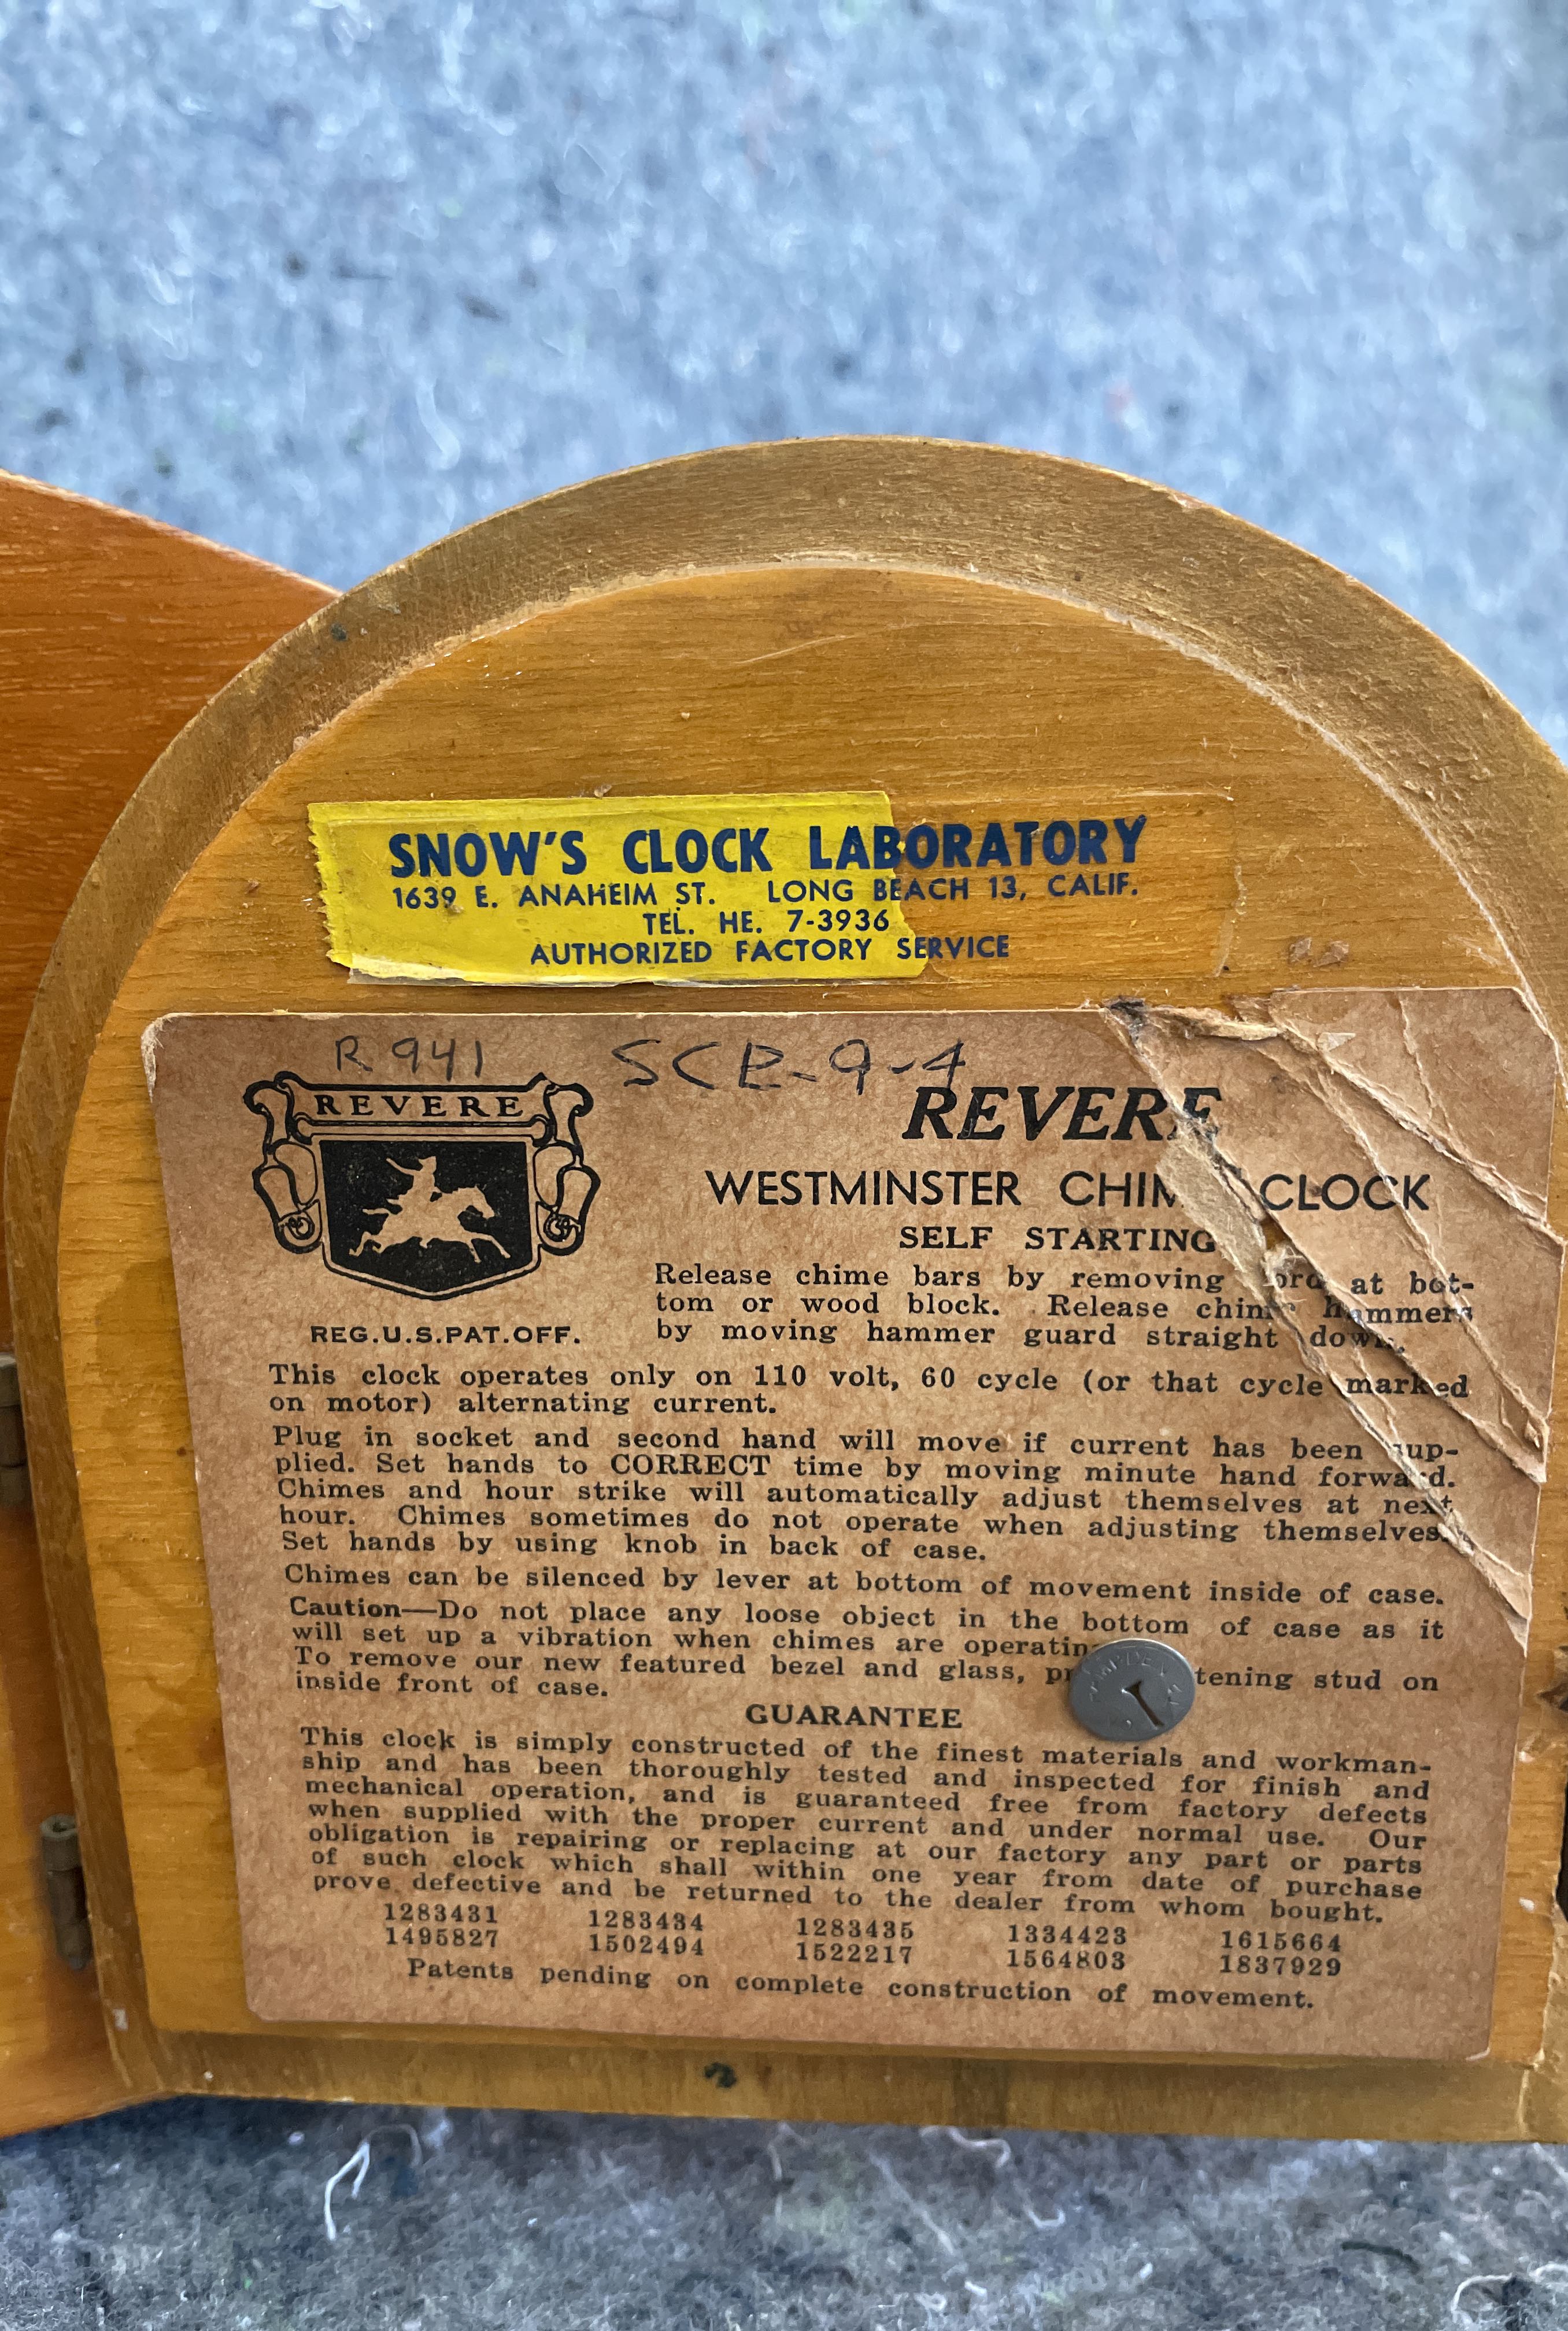 SNOW'S CLOCK LABORATORY
1639 E. ANAHEIM ST. LONG BEACH 13, CALIF.
TEL. HE. 7-3936
AUTHORIZED FACTORY SERVICE
R 941
REVERE
REG.U.S.PAT.OFF.
REVERE
WESTMINSTER CLOCK
SELF STARTING
Release chime bars by removing at bot-
tom or wood block. Release hammers
by moving hammer guard straight down.
This clock operates only on 110 volt, 60 cycle (or that cycle marked
on motor) alternating current.
Plug in socket and second hand will move if current has been sup-
plied. Set hands to CORRECT time by moving minute hand forward.
Chimes and hour strike will automatically adjust themselves at next
hour. Chimes sometimes do not operate when adjusting themselves.
Set hands by using knob in back of case.
Chimes can be silenced by lever at bottom of movement inside of case.
Caution—Do not place any loose object in the bottom of case as it
will set up a vibration when chimes are operating
To remove our new featured bezel and glass, stud on
inside front of case.
GUARANTEE
This clock is simply constructed of the finest materials and workman-
ship and has been thoroughly tested and inspected for finish and
mechanical operation, and is guaranteed free from factory defects
when supplied with the proper current and under normal use. Our
obligation is repairing or replacing at our factory any part or parts
of such clock which shall within one year from date of purchase
prove defective and be returned to the dealer from whom bought.
1283431 1283434 1283435 1334423 1615664
1495827 1502494 1522217 1564803 1837929
Patents pending on complete construction of movement.